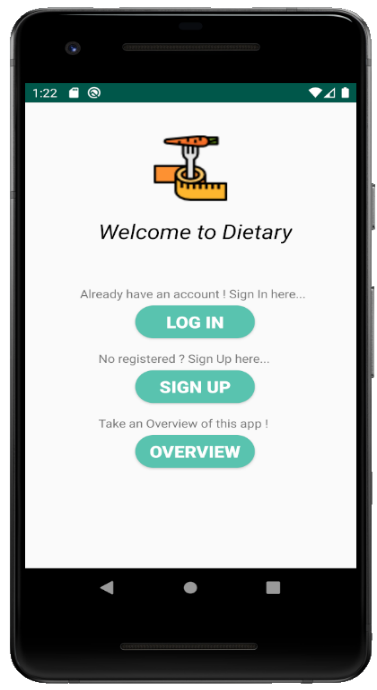 1:22
Welcome to Dietary
Already have an account ! Sign In here...
LOG IN
No registered ? Sign Up here...
SIGN UP
Take an Overview of this app !
OVERVIEW